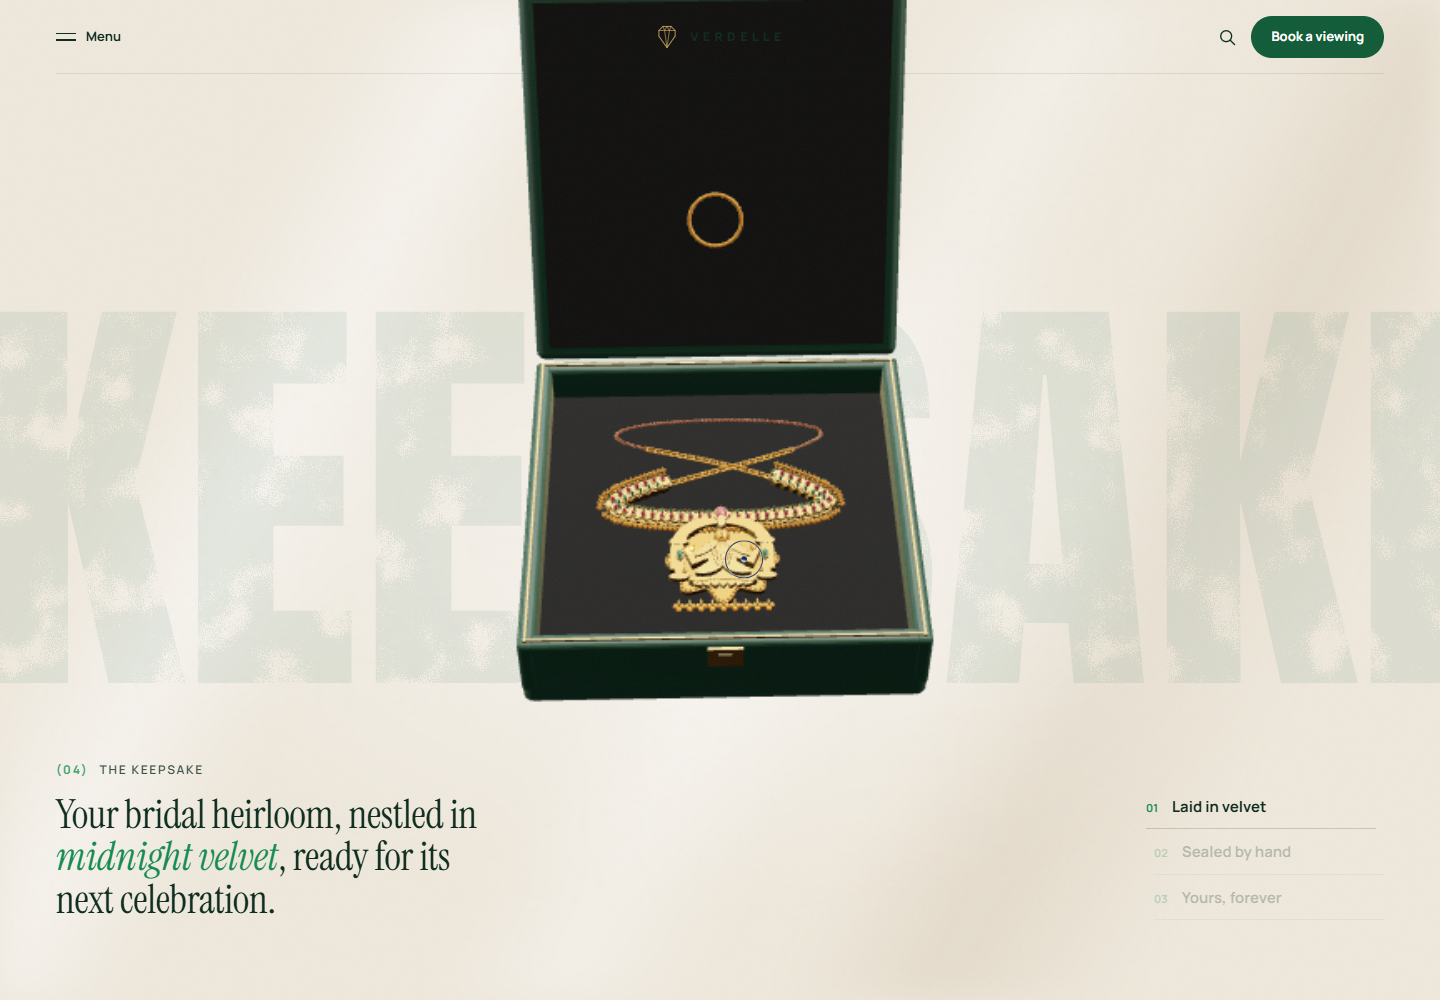 Menu
VERDELLE
Book a viewing
KEEPSAKE
(04) THE KEEPSAKE
Your bridal heirloom, nestled in
midnight velvet, ready for its
next celebration.
01 Laid in velvet
02 Sealed by hand
03 Yours, forever